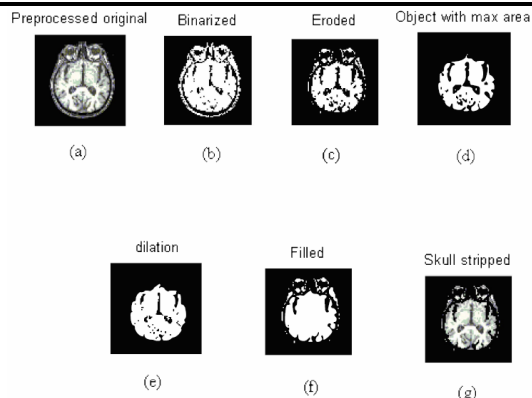 Preprocessed original
Binarized
Eroded
Object with max area
(a)
(b)
(c)
(d)
dilation
Filled
Skull stripped
(e)
(f)
(g)